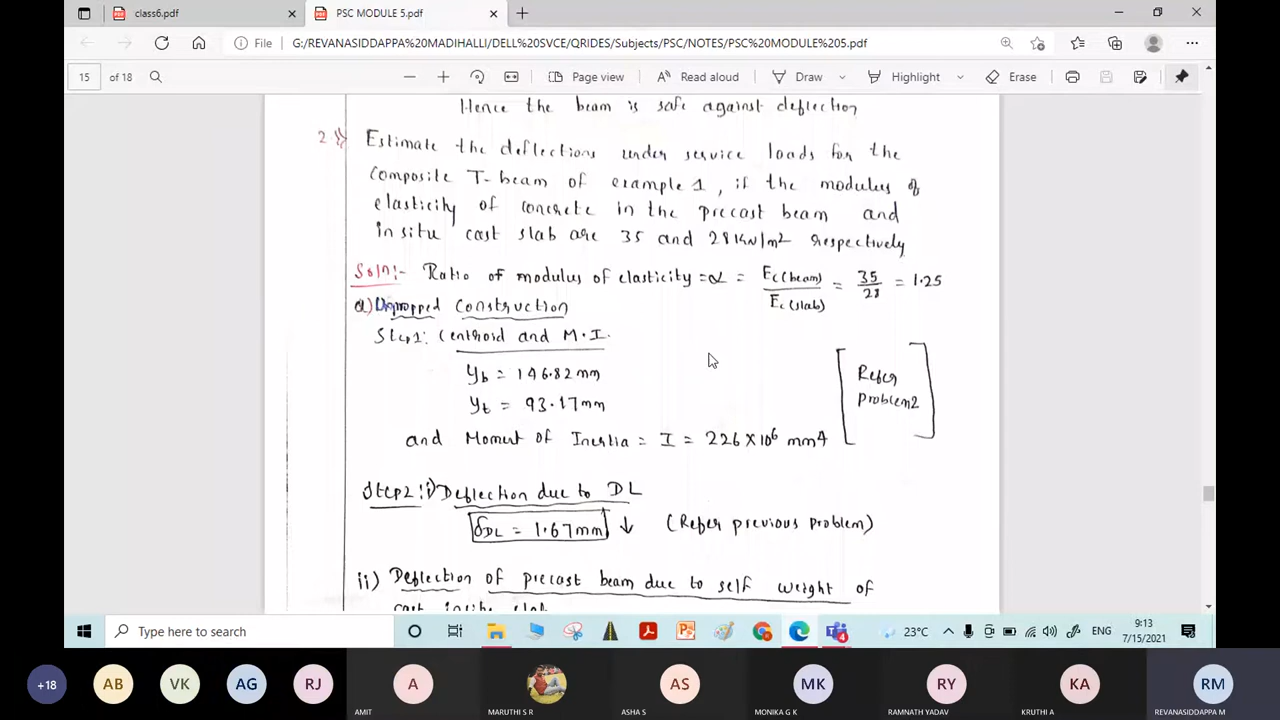 class6.pdf
PSC MODULE 5.pdf
File
G:/REVANASIDDAPPA%20MADIHALLI/DELL%20SVCE/QRIDES/Subjects/PSC/NOTES/PSC%20MODULE%205.pdf
15 of 18
Page view
Read aloud
Draw
Highlight
Erase
Hence the beam is safe against deflection
2 Estimate the deflections under service loads for the
composite T-beam of example 1, if the modulus of
elasticity of concrete in the precast beam and
insitu cast slab are 35 and 28 KN/m2 respectively
Soln:- Ratio of modulus of elasticity = α = Ec(beam) / Ec(slab) = 35 / 28 = 1.25
a) Unpropped Construction
Step1: Centroid and M.I.
yb = 146.82 mm
yt = 93.17 mm
Refer
problem2
and Moment of Inertia = I = 226 X 10⁶ mm4
Step2: i) Deflection due to DL
δDL = 1.67mm ↓ (Refer previous problem)
ii) Deflection of precast beam due to self weight of
cast insitu slab
Type here to search
23°C
ENG
9:13
7/15/2021
+18
AB
VK
AG
RJ
A
AMIT
MARUTHI S R
AS
ASHA S
MK
MONIKA G K
RY
RAMNATH YADAV
KA
KRUTHI A
RM
REVANASIDDAPPA M